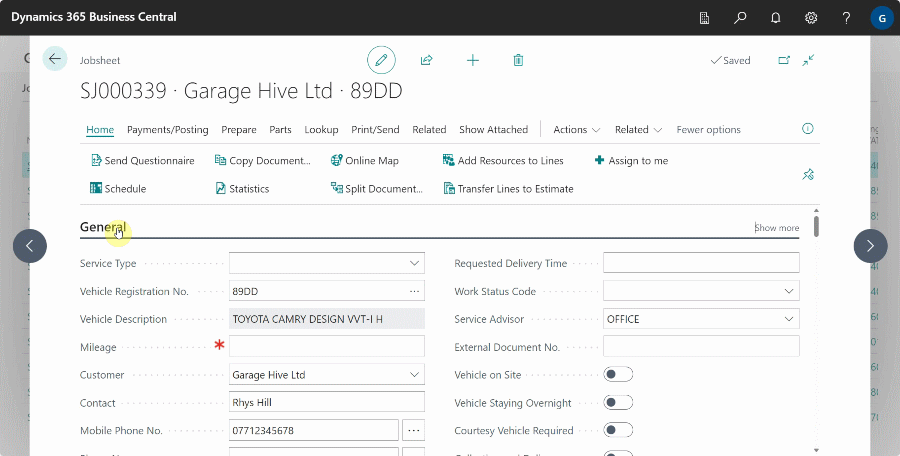 Dynamics 365 Business Central
G
Jobsheet
Saved
SJ000339 · Garage Hive Ltd · 89DD
Home Payments/Posting Prepare Parts Lookup Print/Send Related Show Attached Actions Related Fewer options
Send Questionnaire Copy Document... Online Map Add Resources to Lines Assign to me
Schedule Statistics Split Document... Transfer Lines to Estimate
General Show more
Service Type Requested Delivery Time
Vehicle Registration No. 89DD ... Work Status Code
Vehicle Description TOYOTA CAMRY DESIGN VVT-I H Service Advisor OFFICE
Mileage * External Document No.
Customer Garage Hive Ltd Vehicle on Site
Contact Rhys Hill Vehicle Staying Overnight
Mobile Phone No. 07712345678 ... Courtesy Vehicle Required